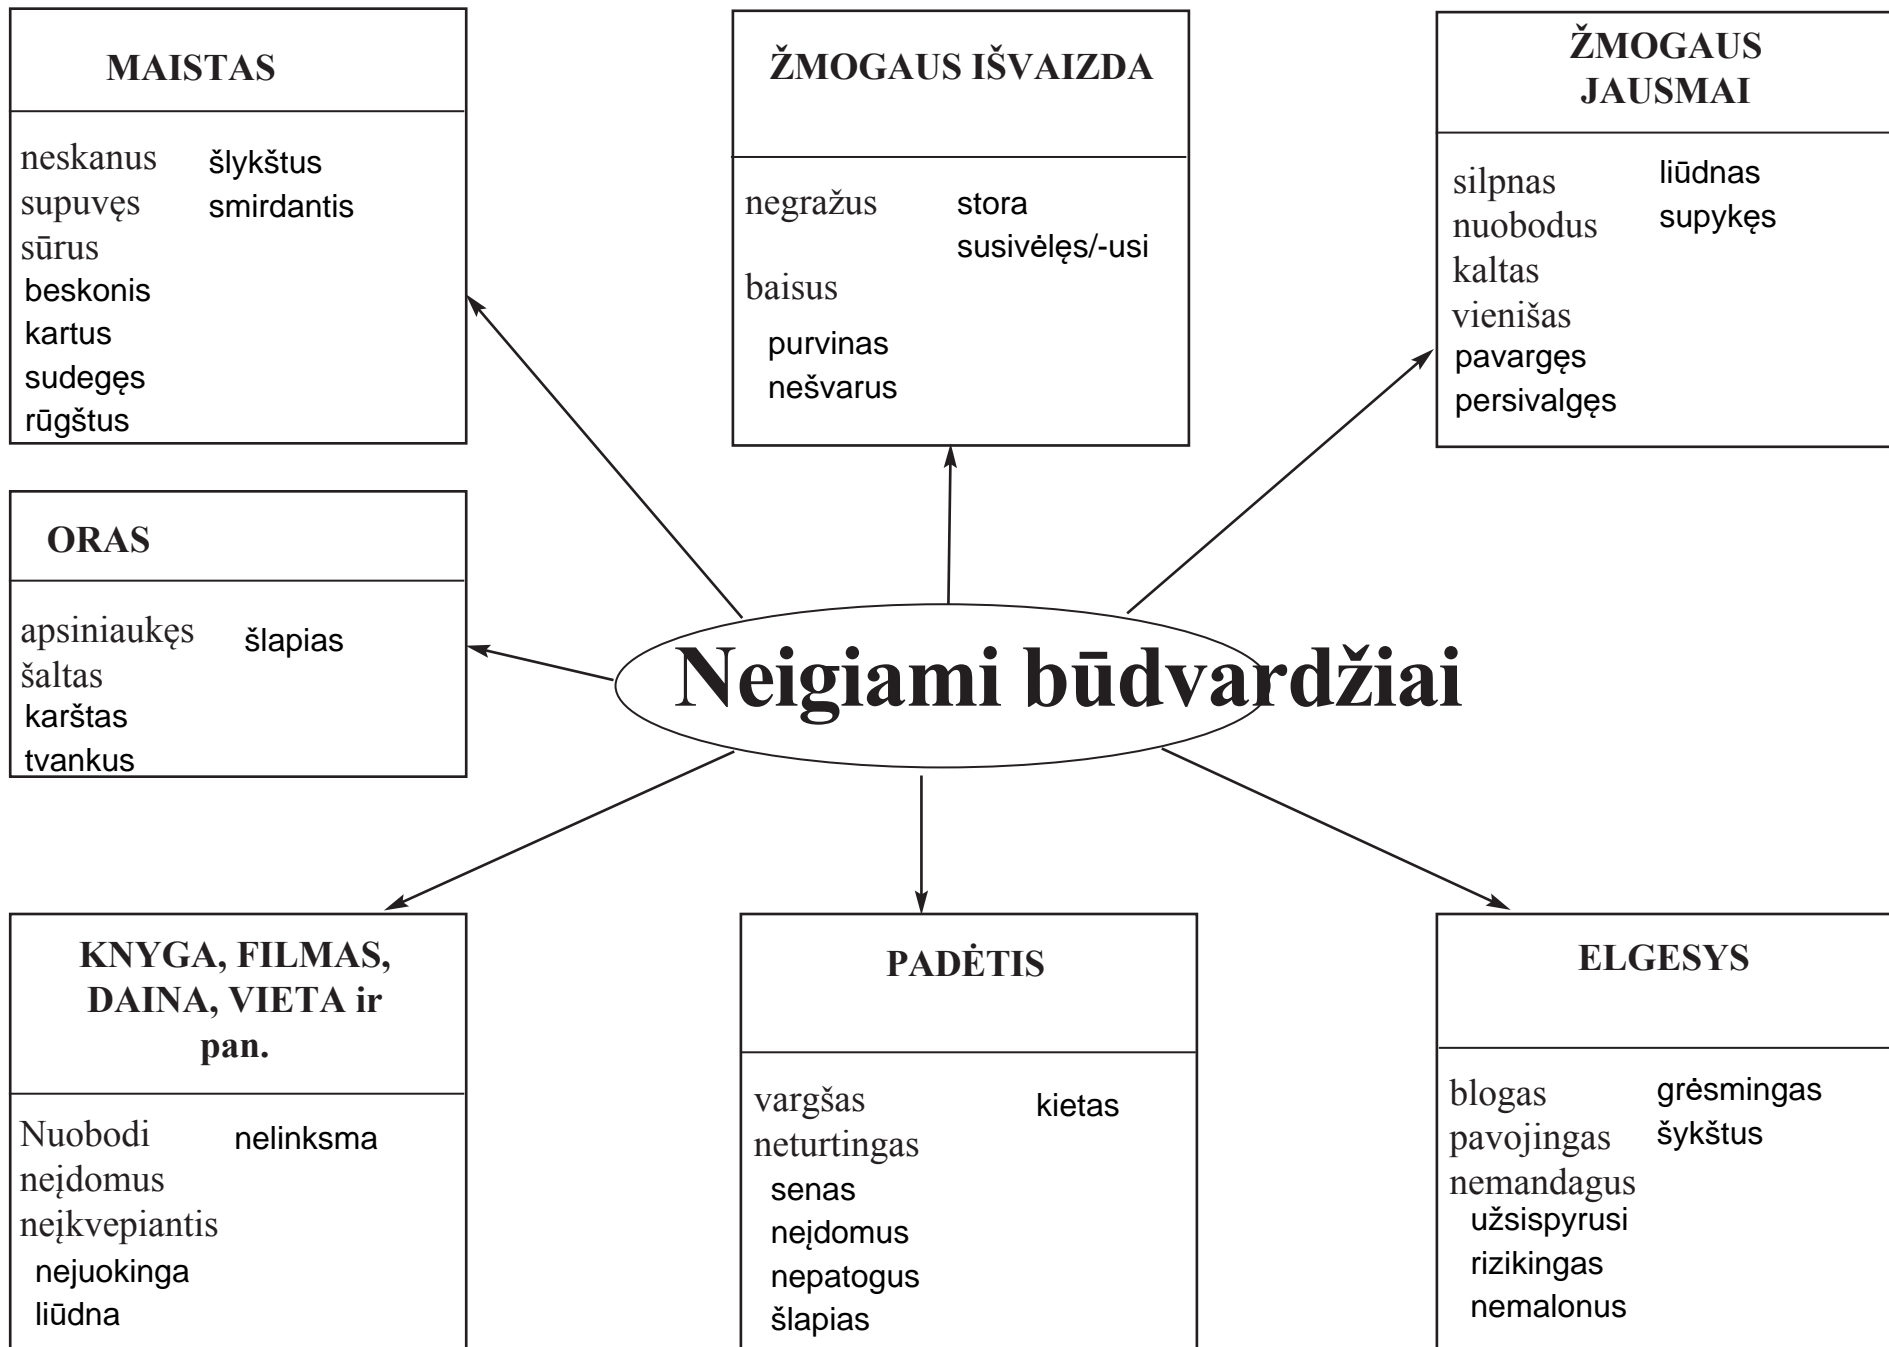 MAISTAS
neskanus
supuvęs
sūrus
beskonis
kartus
sudegęs
rūgštus
šlykštus
smirdantis
ŽMOGAUS IŠVAIZDA
negražus
baisus
purvinas
nešvarus
stora
susivėlęs/-usi
ŽMOGAUS
JAUSMAI
silpnas
nuobodus
kaltas
vienišas
pavargęs
persivalgęs
liūdnas
supykęs
ORAS
apsiniaukęs
šaltas
karštas
tvankus
šlapias
Neigiami būdvardžiai
KNYGA, FILMAS,
DAINA, VIETA ir
pan.
Nuobodi
neįdomus
neįkvepiantis
nejuokinga
liūdna
nelinksma
PADĖTIS
vargšas
neturtingas
senas
neįdomus
nepatogus
šlapias
kietas
ELGESYS
blogas
pavojingas
nemandagus
užsispyrusi
rizikingas
nemalonus
grėsmingas
šykštus